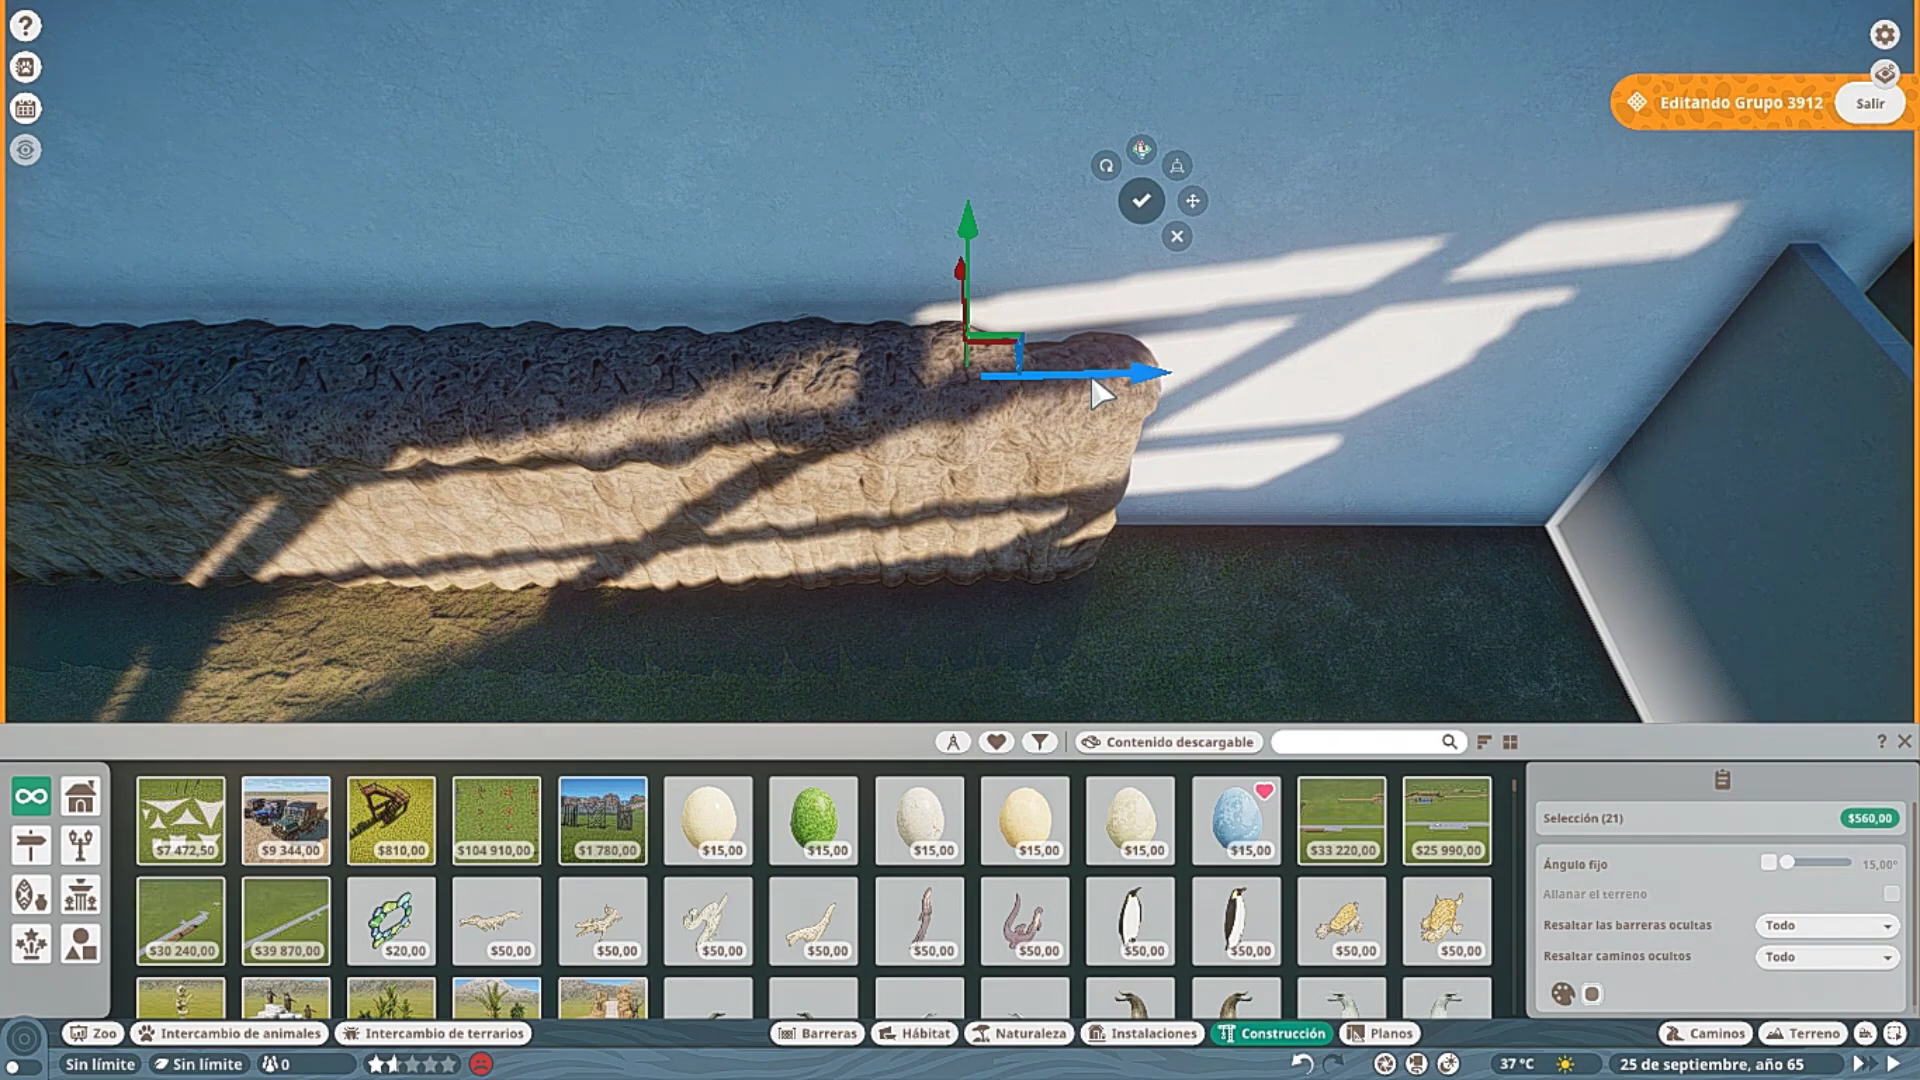 Editando Grupo 3912
Salir
Contenido descargable
$7 472,50
$9 344,00
$810,00
$104 910,00
$1 780,00
$15,00
$15,00
$15,00
$15,00
$15,00
$15,00
$33 220,00
$25 990,00
$30 240,00
$39 870,00
$20,00
$50,00
$50,00
$50,00
$50,00
$50,00
$50,00
$50,00
$50,00
$50,00
$50,00
Selección (21)
$560,00
Ángulo fijo
15,00°
Allanar el terreno
Resaltar las barreras ocultas
Todo
Resaltar caminos ocultos
Todo
Zoo
Intercambio de animales
Intercambio de terrarios
Barreras
Hábitat
Naturaleza
Instalaciones
Construcción
Planos
Caminos
Terreno
Sin límite
Sin límite
0
37 °C
25 de septiembre, año 65